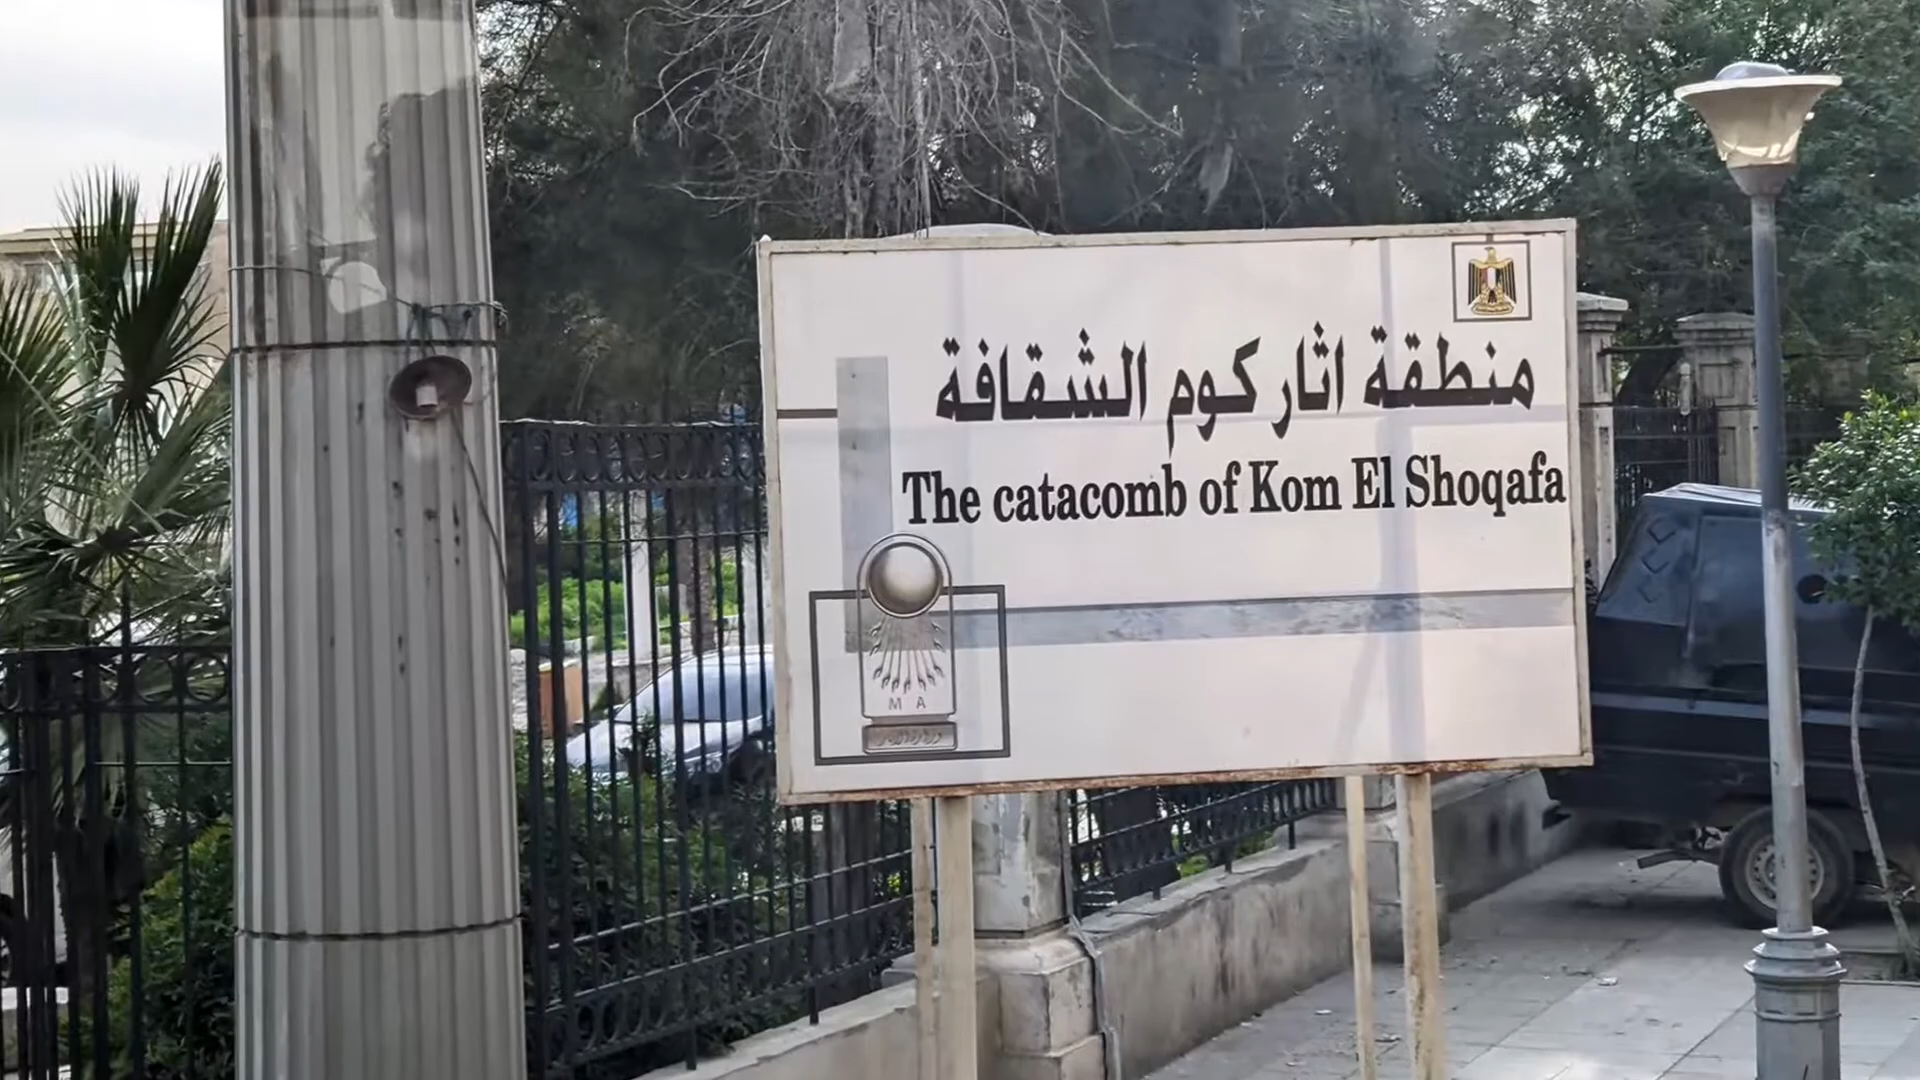 منطقة اثار كوم الشقافة
The catacomb of Kom El Shoqafa
M A